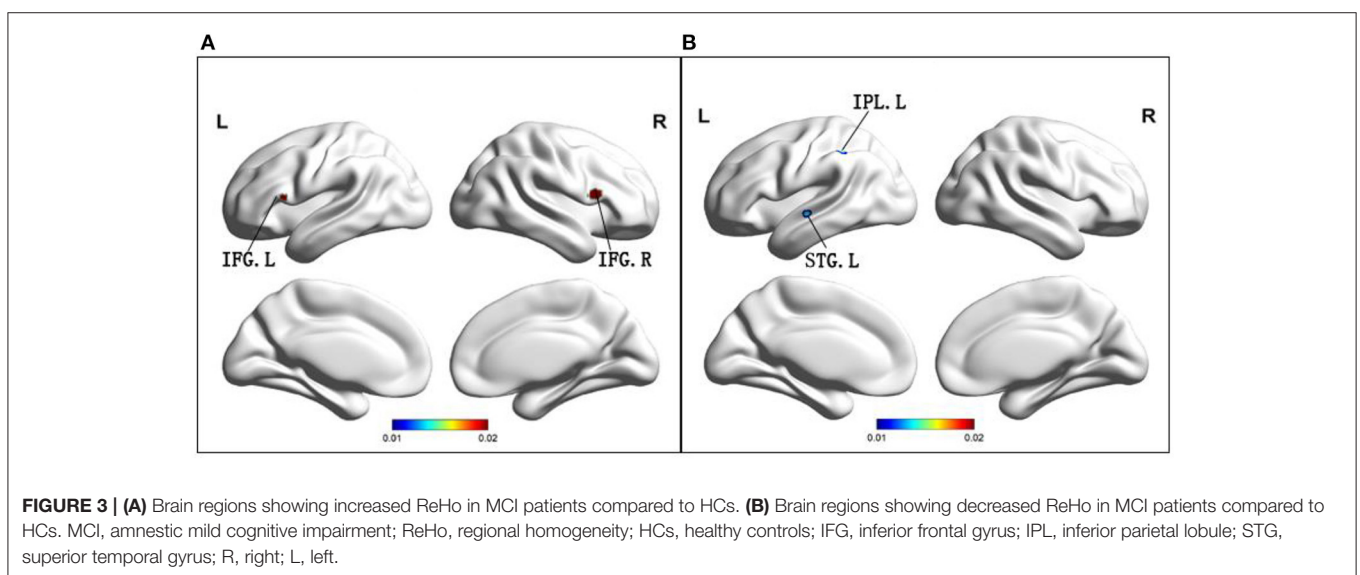 A
B
L
R
IFG.L
IFG.R
0.01
0.02
L
IPL.L
R
STG.L
0.01
0.02
FIGURE 3 | (A) Brain regions showing increased ReHo in MCI patients compared to HCs. (B) Brain regions showing decreased ReHo in MCI patients compared to
HCs. MCI, amnestic mild cognitive impairment; ReHo, regional homogeneity; HCs, healthy controls; IFG, inferior frontal gyrus; IPL, inferior parietal lobule; STG,
superior temporal gyrus; R, right; L, left.